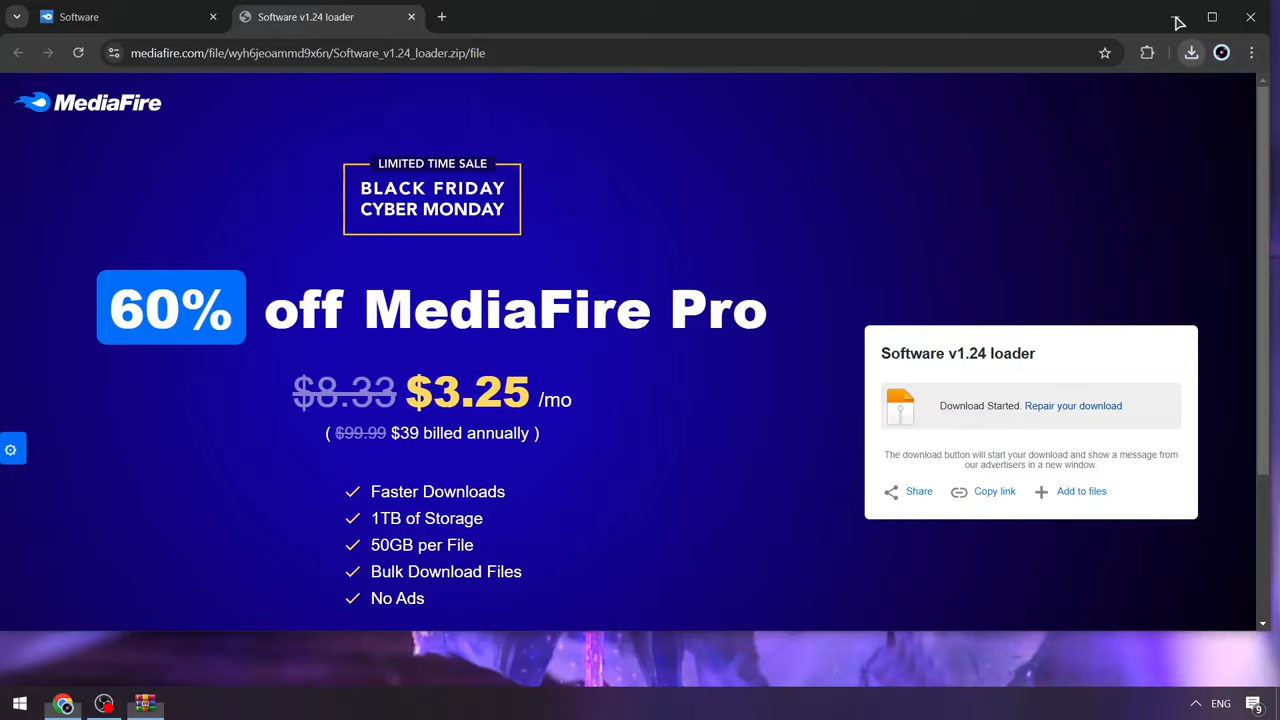 Software
Software v1.24 loader
mediafire.com/file/wyh6jeoammd9x6n/Software_v1.24_loader.zip/file
MediaFire
LIMITED TIME SALE
BLACK FRIDAY
CYBER MONDAY
60% off MediaFire Pro
$8.33 $3.25 /mo
( $99.99 $39 billed annually )
Faster Downloads
1TB of Storage
50GB per File
Bulk Download Files
No Ads
Software v1.24 loader
Download Started. Repair your download
The download button will start your download and show a message from
our advertisers in a new window.
Share Copy link Add to files
ENG
9